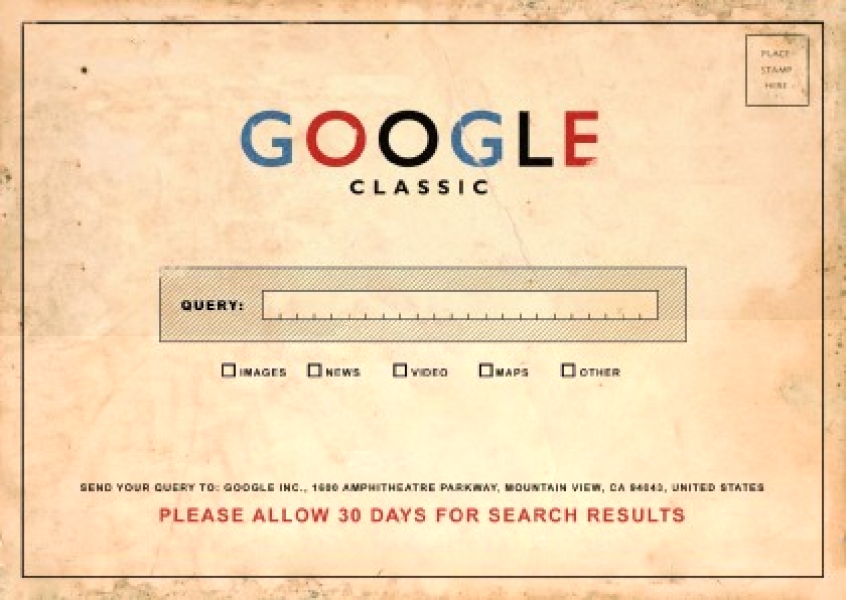 PLACE
STAMP
HERE
GOOGLE
CLASSIC
QUERY:
IMAGES NEWS VIDEO MAPS OTHER
SEND YOUR QUERY TO: GOOGLE INC., 1600 AMPHITHEATRE PARKWAY, MOUNTAIN VIEW, CA 94043, UNITED STATES
PLEASE ALLOW 30 DAYS FOR SEARCH RESULTS